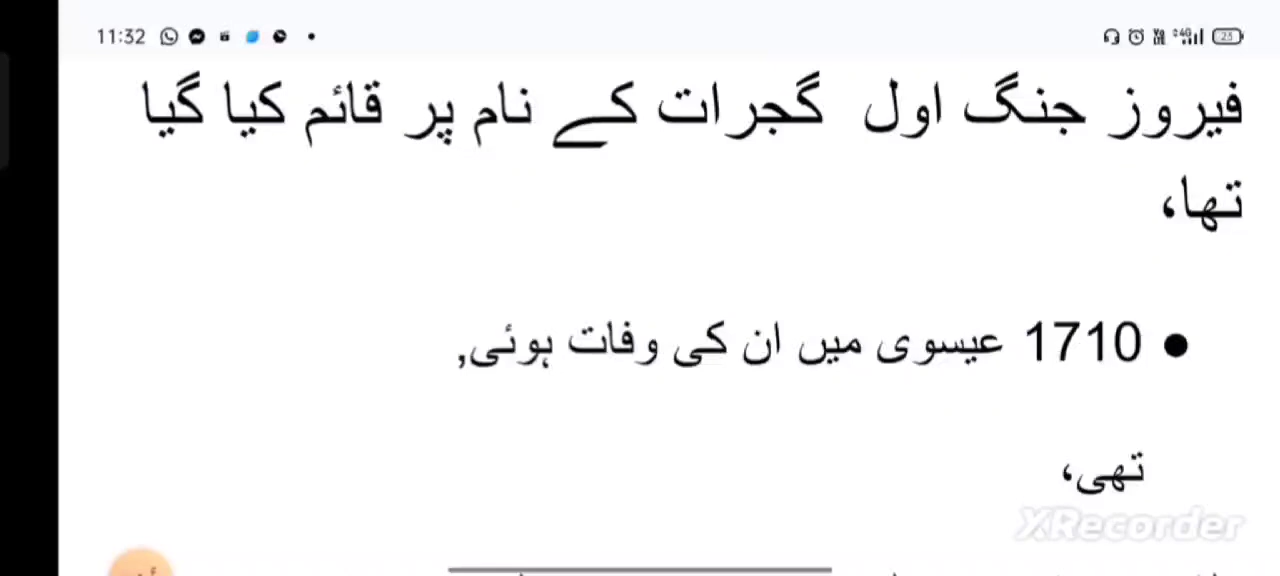 11:32
23
فیروز جنگ اول گجرات کے نام پر قائم کیا گیا
تھا،
● 1710 عیسوی میں ان کی وفات ہوئی,
تھی،
XRecorder